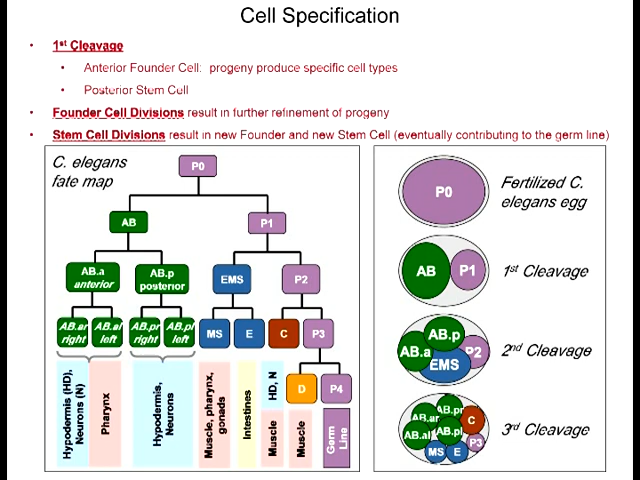 Cell Specification
• 1st Cleavage
• Anterior Founder Cell: progeny produce specific cell types
• Posterior Stem Cell
• Founder Cell Divisions result in further refinement of progeny
• Stem Cell Divisions result in new Founder and new Stem Cell (eventually contributing to the germ line)
C. elegans
fate map
P0
AB
P1
AB.a
anterior
AB.p
posterior
EMS
P2
AB.ar
right
AB.al
left
AB.pr
right
AB.pl
left
MS
E
C
P3
D
P4
Hypodermis (HD),
Neurons (N)
Pharynx
Hypodermis,
Neurons
Muscle, pharynx,
gonads
Intestines
HD, N
Muscle
Muscle
Germ
Line
P0
Fertilized C.
elegans egg
AB
P1
1st Cleavage
AB.p
AB.a
P2
EMS
2nd Cleavage
AB.pr
AB.ar
C
AB.al
AB.pl
P3
MS
E
3rd Cleavage